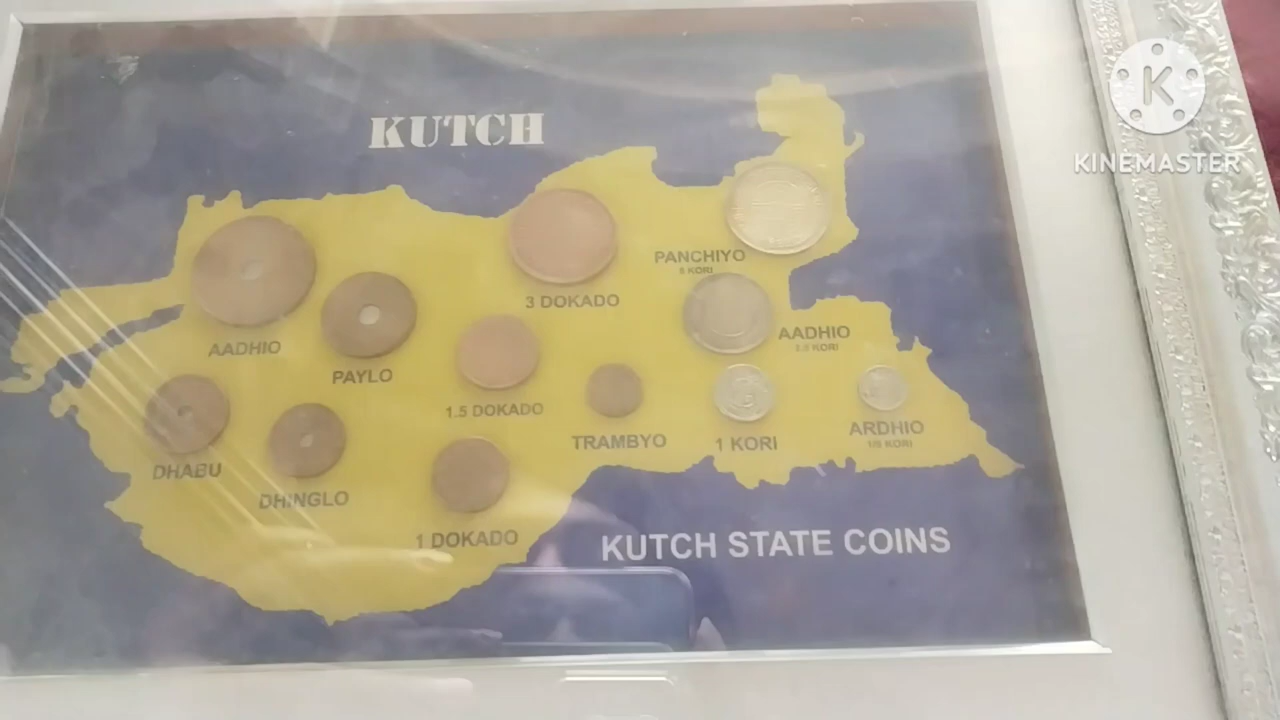 KUTCH
PANCHIYO
5 KORI
3 DOKADO
AADHIO
2.5 KORI
AADHIO
PAYLO
1.5 DOKADO
TRAMBYO
1 KORI
ARDHIO
1/2 KORI
DHABU
DHINGLO
1 DOKADO
KUTCH STATE COINS
K
KINEMASTER